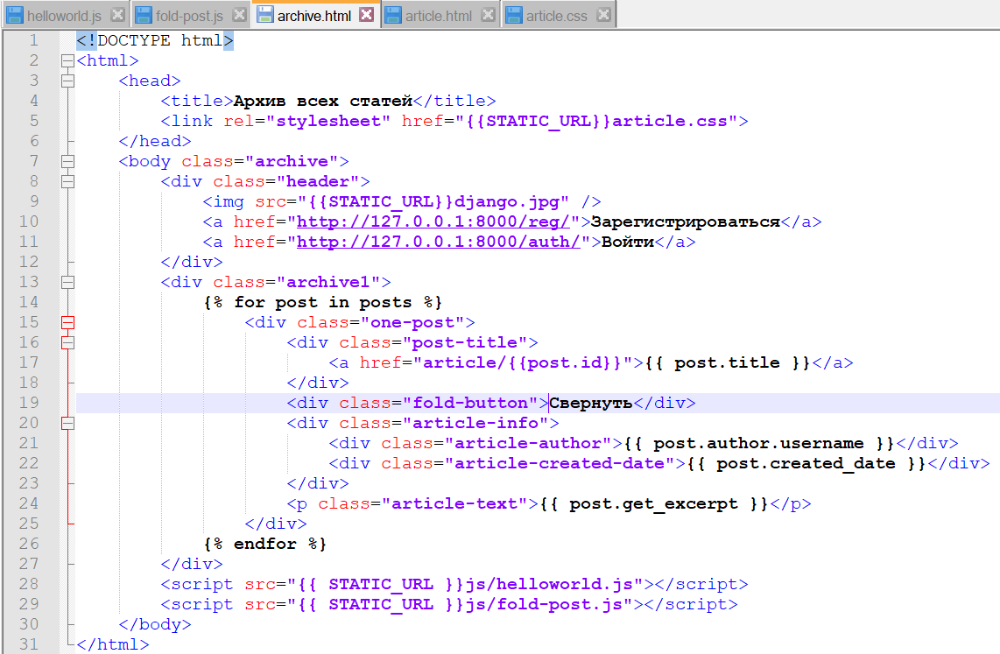 helloworld.js fold-post.js archive.html article.html article.css
1 <!DOCTYPE html>
2 <html>
3 <head>
4 <title>Архив всех статей</title>
5 <link rel="stylesheet" href="{{STATIC_URL}}article.css">
6 </head>
7 <body class="archive">
8 <div class="header">
9 <img src="{{STATIC_URL}}django.jpg" />
10 <a href="http://127.0.0.1:8000/reg/">Зарегистрироваться</a>
11 <a href="http://127.0.0.1:8000/auth/">Войти</a>
12 </div>
13 <div class="archive1">
14 {% for post in posts %}
15 <div class="one-post">
16 <div class="post-title">
17 <a href="article/{{post.id}}">{{ post.title }}</a>
18 </div>
19 <div class="fold-button">Свернуть</div>
20 <div class="article-info">
21 <div class="article-author">{{ post.author.username }}</div>
22 <div class="article-created-date">{{ post.created_date }}</div>
23 </div>
24 <p class="article-text">{{ post.get_excerpt }}</p>
25 </div>
26 {% endfor %}
27 </div>
28 <script src="{{ STATIC_URL }}js/helloworld.js"></script>
29 <script src="{{ STATIC_URL }}js/fold-post.js"></script>
30 </body>
31 </html>